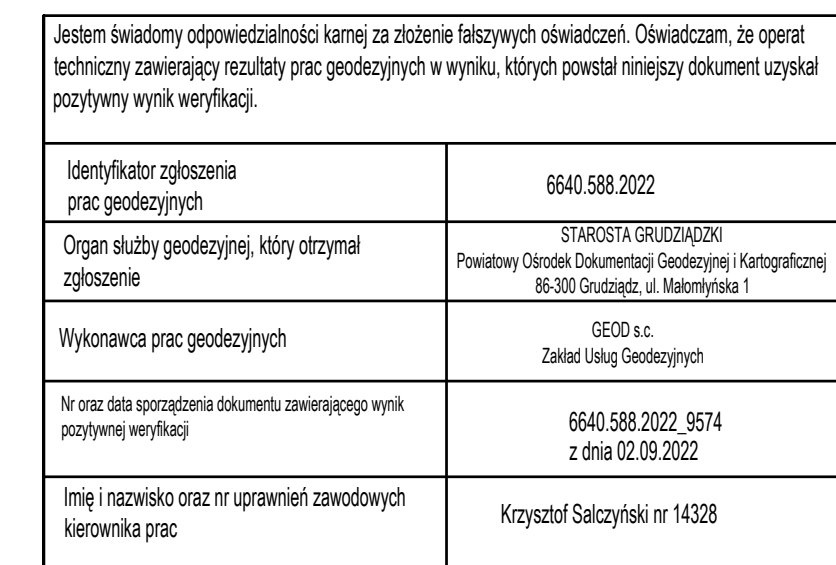 Jestem świadomy odpowiedzialności karnej za złożenie fałszywych oświadczeń. Oświadczam, że operat
techniczny zawierający rezultaty prac geodezyjnych w wyniku, których powstał niniejszy dokument uzyskał
pozytywny wynik weryfikacji.
Identyfikator zgłoszenia
prac geodezyjnych
6640.588.2022
Organ służby geodezyjnej, który otrzymał
zgłoszenie
STAROSTA GRUDZIĄDZKI
Powiatowy Ośrodek Dokumentacji Geodezyjnej i Kartograficznej
86-300 Grudziądz, ul. Małomłyńska 1
Wykonawca prac geodezyjnych
GEOD s.c.
Zakład Usług Geodezyjnych
Nr oraz data sporządzenia dokumentu zawierającego wynik
pozytywnej weryfikacji
6640.588.2022_9574
z dnia 02.09.2022
Imię i nazwisko oraz nr uprawnień zawodowych
kierownika prac
Krzysztof Salczyński nr 14328